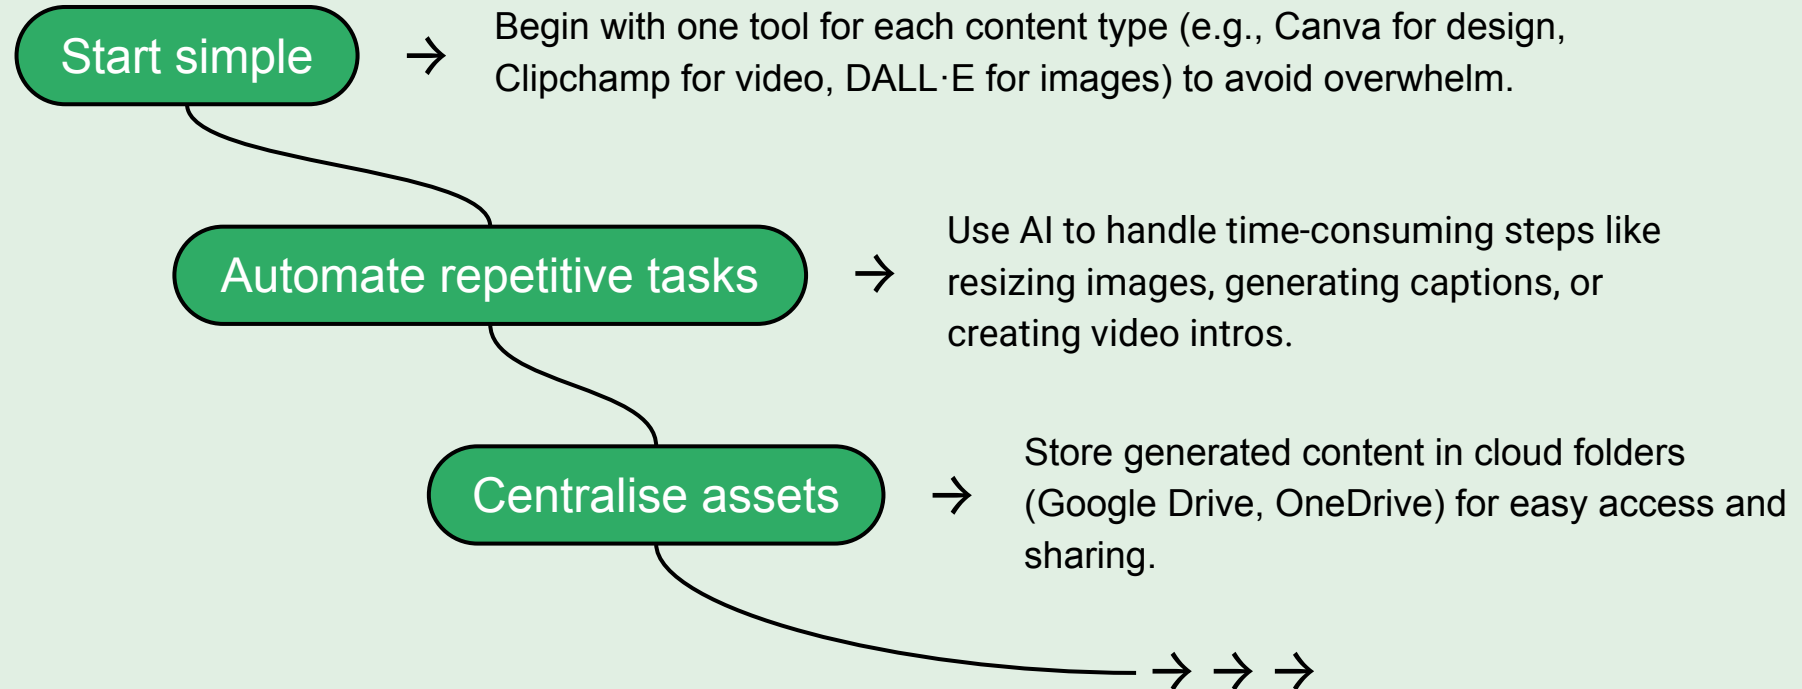 Start simple
→ Begin with one tool for each content type (e.g., Canva for design,
Clipchamp for video, DALL·E for images) to avoid overwhelm.
Automate repetitive tasks
→ Use AI to handle time-consuming steps like
resizing images, generating captions, or
creating video intros.
Centralise assets
→ Store generated content in cloud folders
(Google Drive, OneDrive) for easy access and
sharing.
→ → →